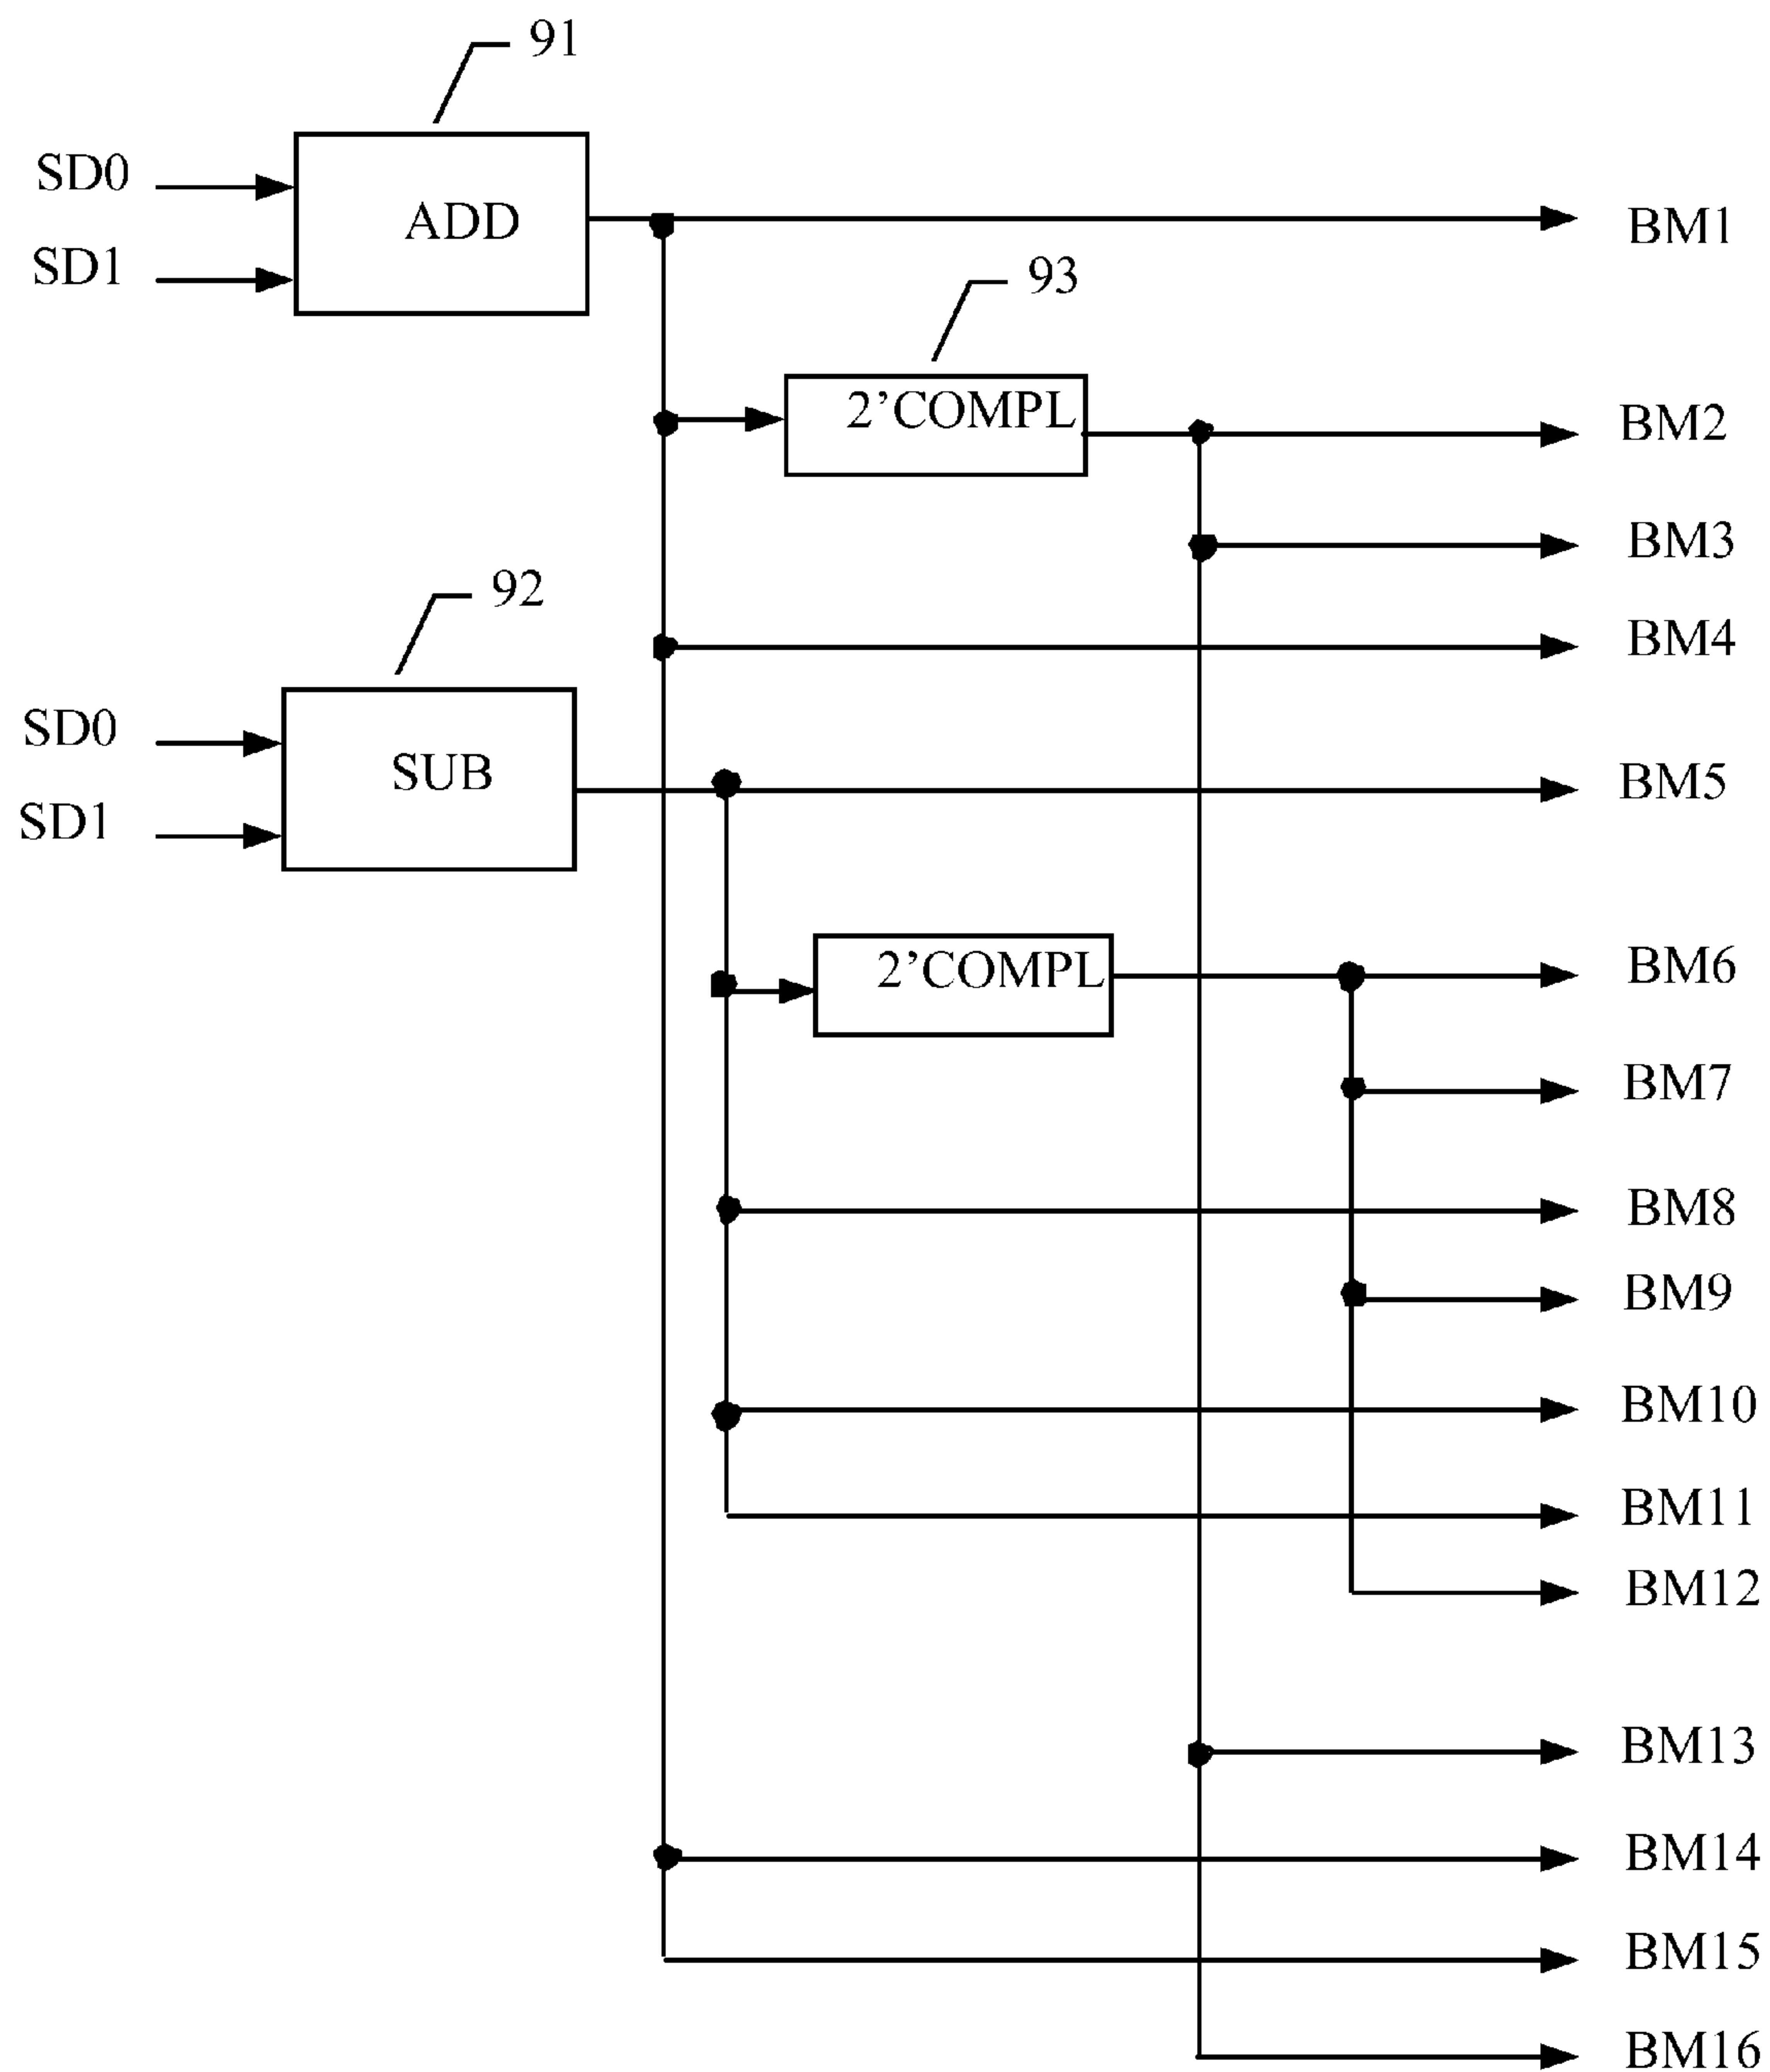 91
SD0
ADD
SD1
BM1
93
2’COMPL
BM2
BM3
92
BM4
SD0
SUB
SD1
BM5
2’COMPL
BM6
BM7
BM8
BM9
BM10
BM11
BM12
BM13
BM14
BM15
BM16